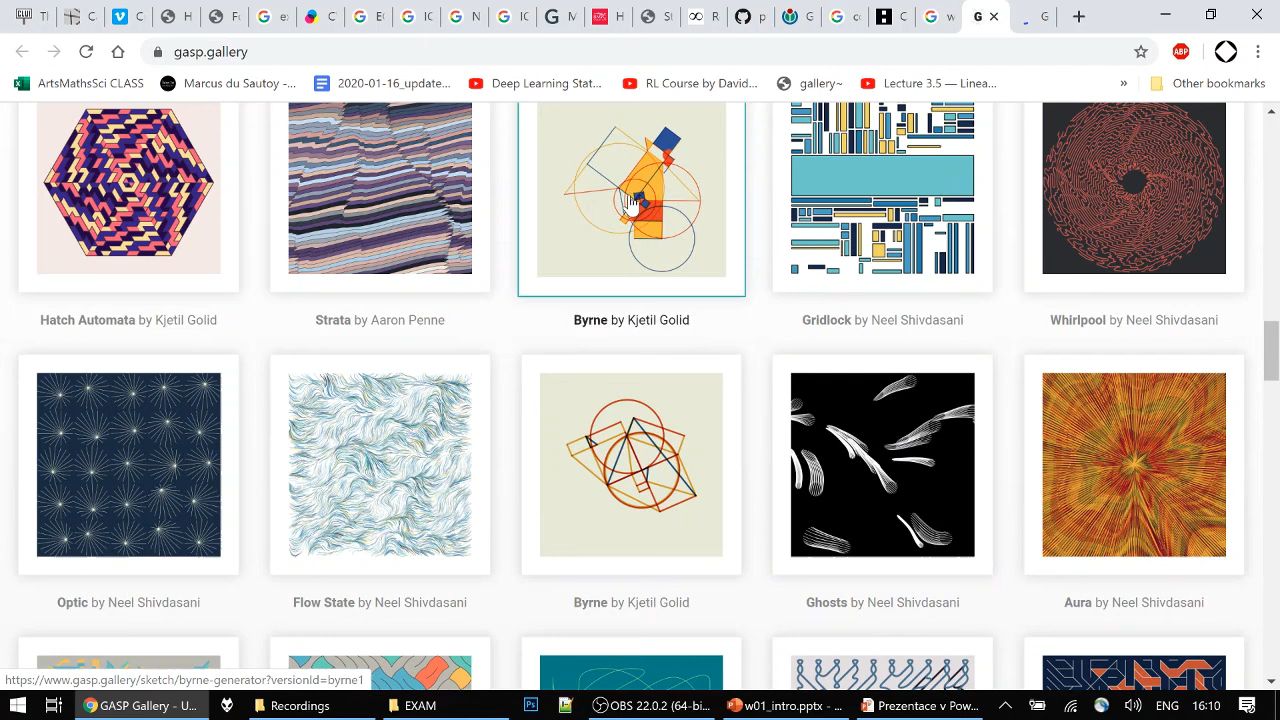 gasp.gallery
ArtsMathsSci CLASS
Marcus du Sautoy -...
2020-01-16_update...
Deep Learning Stat...
RL Course by David...
gallery~
Lecture 3.5 — Linea...
»
Other bookmarks
ABP
Hatch Automata by Kjetil Golid
Strata by Aaron Penne
Byrne by Kjetil Golid
Gridlock by Neel Shivdasani
Whirlpool by Neel Shivdasani
Optic by Neel Shivdasani
Flow State by Neel Shivdasani
Byrne by Kjetil Golid
Ghosts by Neel Shivdasani
Aura by Neel Shivdasani
https://www.gasp.gallery/sketch/byrne-generator?versionId=byrne1
GASP Gallery - U...
Recordings
EXAM
OBS 22.0.2 (64-bi...
w01_intro.pptx - ...
Prezentace v Pow...
ENG
16:10